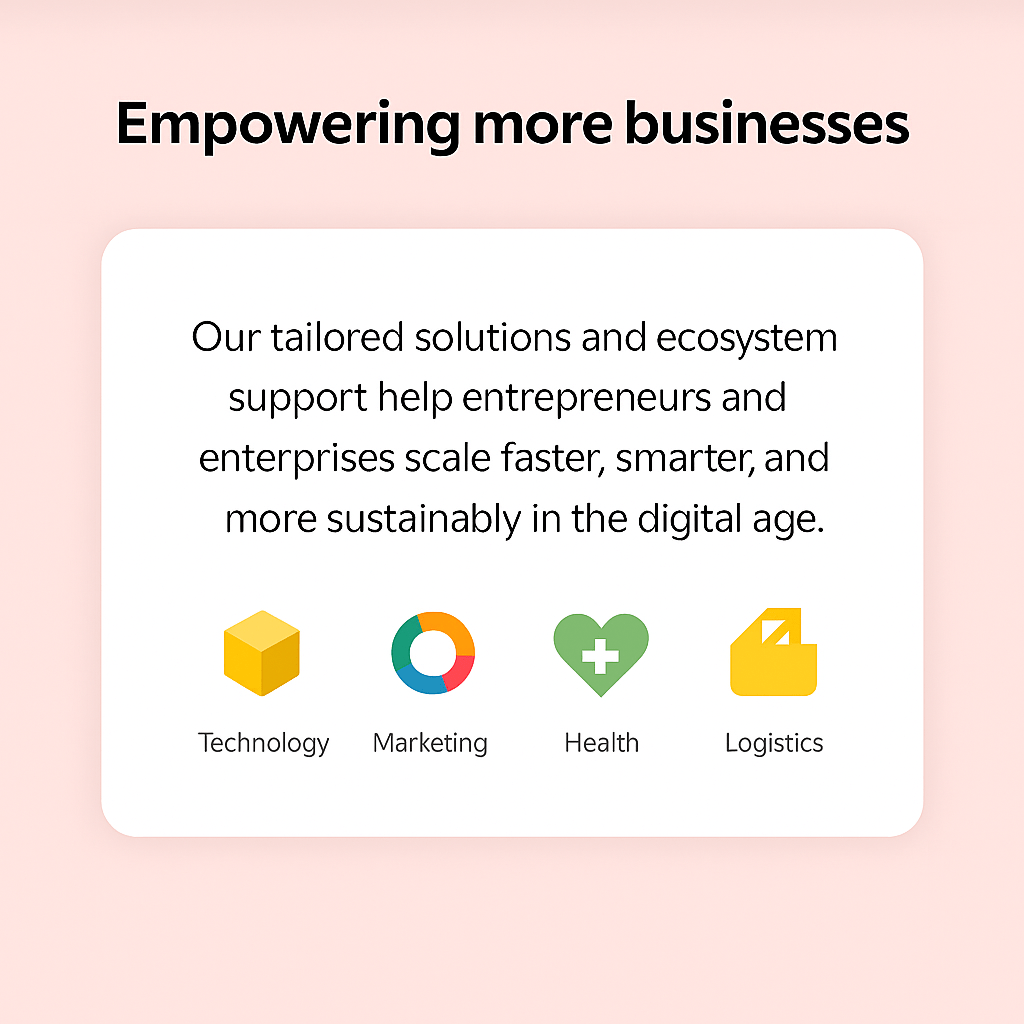 Empowering more businesses
Our tailored solutions and ecosystem
support help entrepreneurs and
enterprises scale faster, smarter, and
more sustainably in the digital age.
Technology
Marketing
Health
Logistics